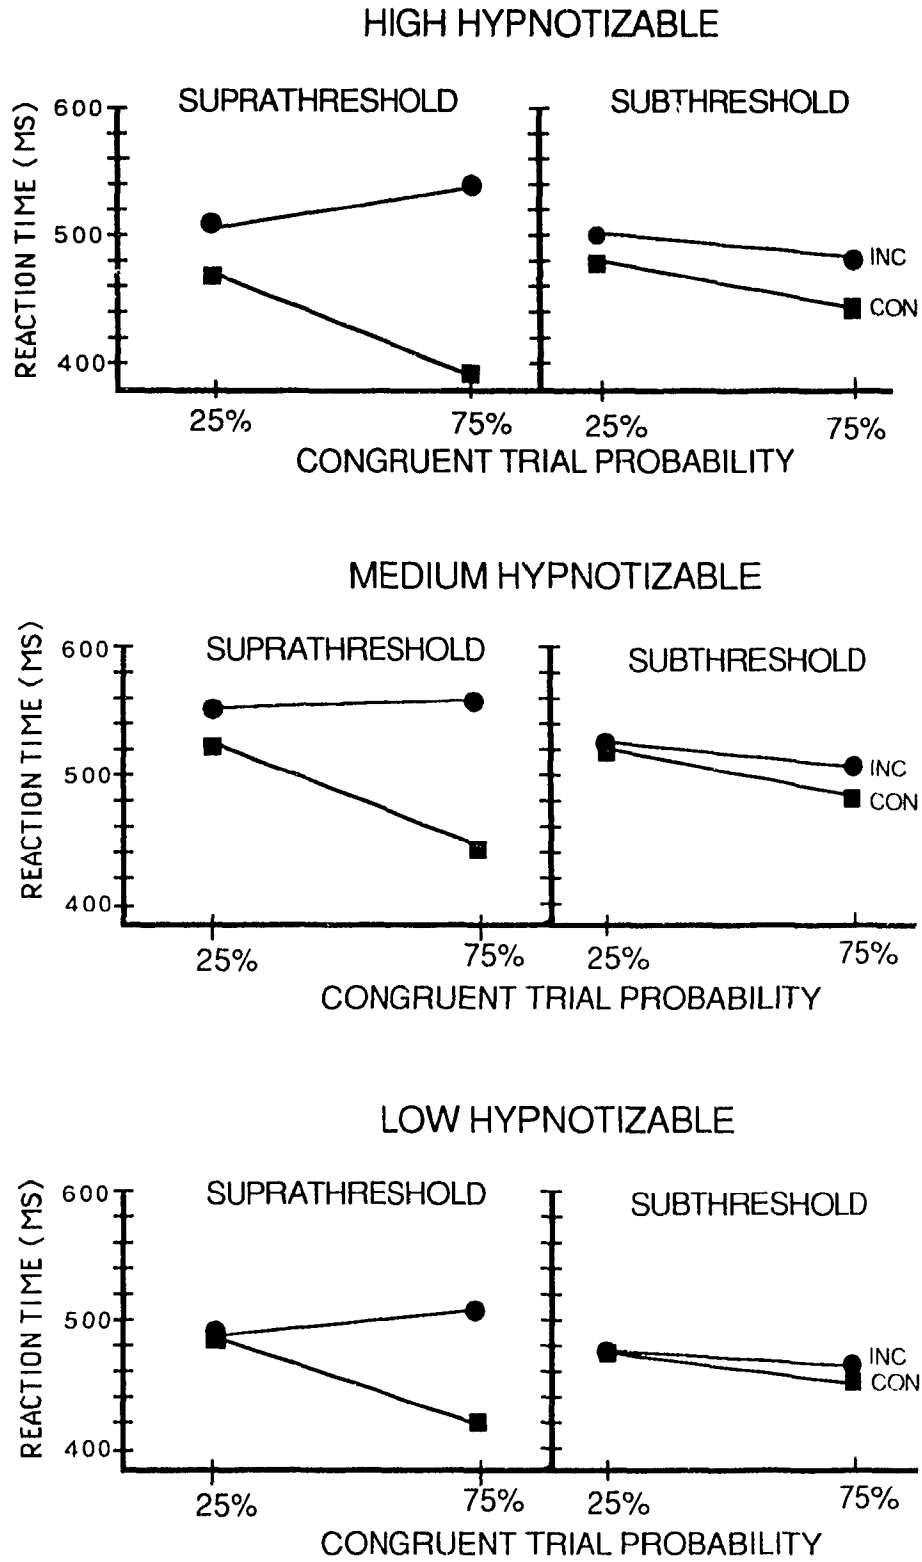 HIGH HYPNOTIZABLE
SUPRATHRESHOLD
SUBTHRESHOLD
REACTION TIME (MS)
600
500
400
INC
CON
25%
75%
25%
75%
CONGRUENT TRIAL PROBABILITY
MEDIUM HYPNOTIZABLE
SUPRATHRESHOLD
SUBTHRESHOLD
REACTION TIME (MS)
600
500
400
INC
CON
25%
75%
25%
75%
CONGRUENT TRIAL PROBABILITY
LOW HYPNOTIZABLE
SUPRATHRESHOLD
SUBTHRESHOLD
REACTION TIME (MS)
600
500
400
INC
CON
25%
75%
25%
75%
CONGRUENT TRIAL PROBABILITY